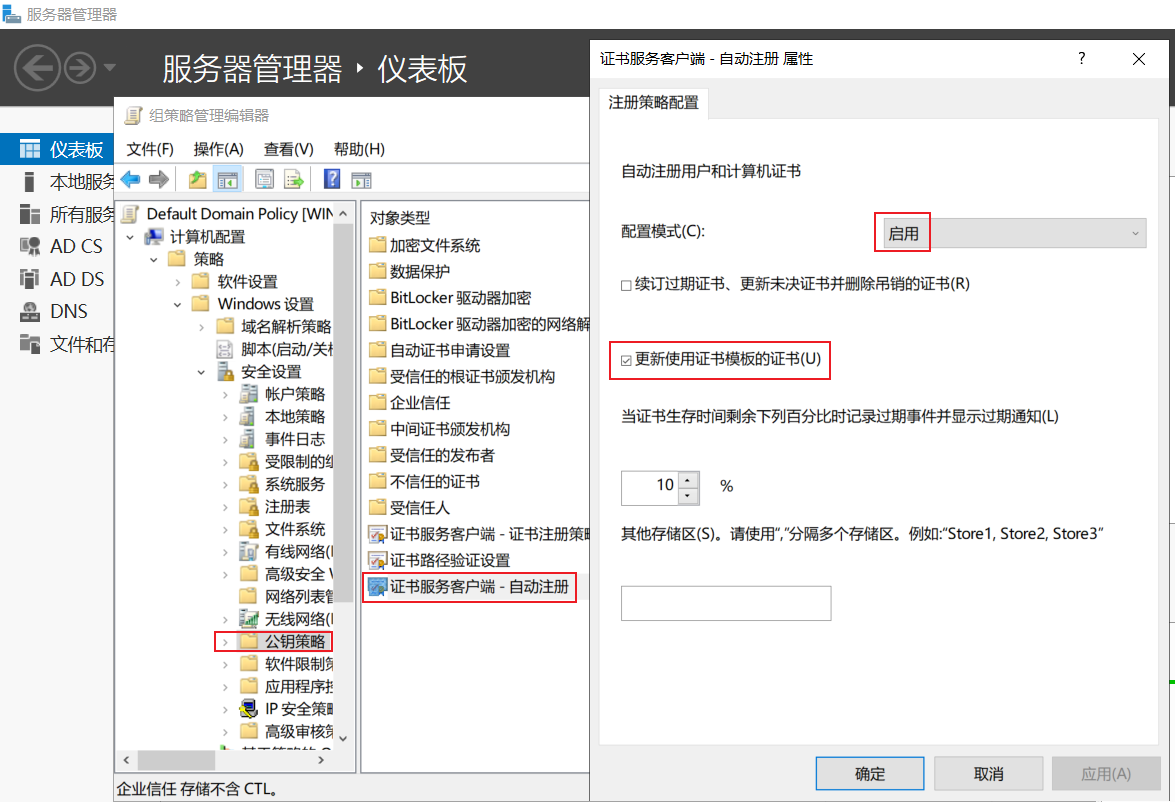 服务器管理器
服务器管理器 ‣ 仪表板
仪表板
本地服务
所有服务
AD CS
AD DS
DNS
文件和存
组策略管理编辑器
文件(F) 操作(A) 查看(V) 帮助(H)
Default Domain Policy [WIN
计算机配置
策略
软件设置
Windows 设置
域名解析策略
脚本(启动/关机
安全设置
帐户策略
本地策略
事件日志
受限制的组
系统服务
注册表
文件系统
有线网络(I
高级安全 W
网络列表管
无线网络(I
公钥策略
软件限制策
应用程序控
IP 安全策略
高级审核策
对象类型
加密文件系统
数据保护
BitLocker 驱动器加密
BitLocker 驱动器加密的网络解
自动证书申请设置
受信任的根证书颁发机构
企业信任
中间证书颁发机构
受信任的发布者
不信任的证书
受信任人
证书服务客户端 - 证书注册策略
证书路径验证设置
证书服务客户端 - 自动注册
企业信任 存储不含 CTL。
证书服务客户端 - 自动注册 属性
?
注册策略配置
自动注册用户和计算机证书
配置模式(C):
启用
续订过期证书、更新未决证书并删除吊销的证书(R)
更新使用证书模板的证书(U)
当证书生存时间剩余下列百分比时记录过期事件并显示过期通知(L)
10 %
其他存储区(S)。请使用“,”分隔多个存储区。例如:“Store1, Store2, Store3”
确定 取消 应用(A)